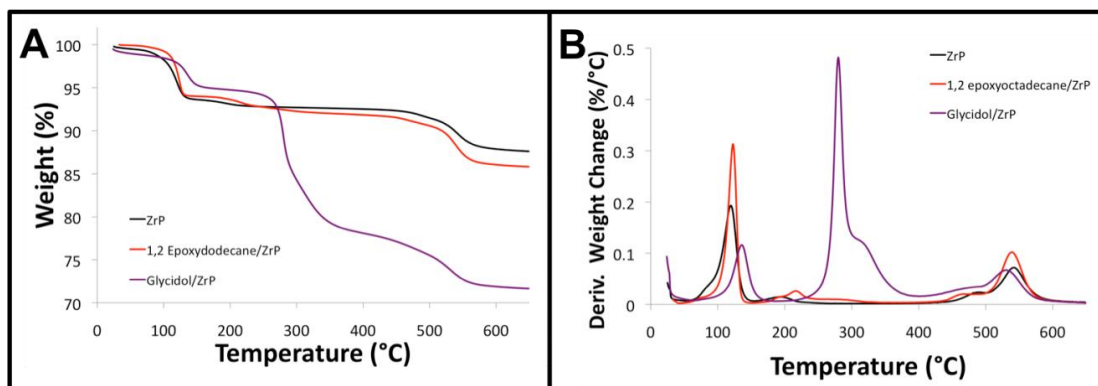 A
Weight (%)
100
95
90
85
80
75
70
ZrP
1,2 Epoxydodecane/ZrP
Glycidol/ZrP
0 100 200 300 400 500 600
Temperature (°C)
B
Deriv. Weight Change (%/°C)
0.5
0.4
0.3
0.2
0.1
0
ZrP
1,2 epoxyoctadecane/ZrP
Glycidol/ZrP
0 100 200 300 400 500 600
Temperature (°C)